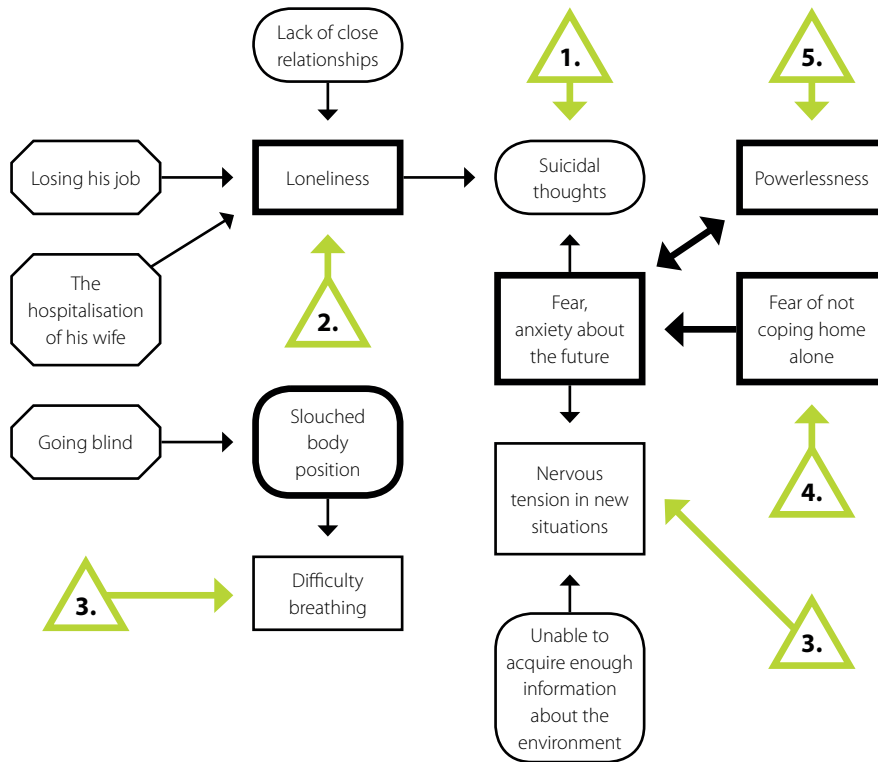 Lack of close
relationships
1.
5.
Losing his job
Loneliness
Suicidal
thoughts
Powerlessness
The
hospitalisation
of his wife
2.
Fear,
anxiety about
the future
Fear of not
coping home
alone
Going blind
Slouched
body
position
Nervous
tension in new
situations
4.
3.
Difficulty
breathing
Unable to
acquire enough
information
about the
environment
3.